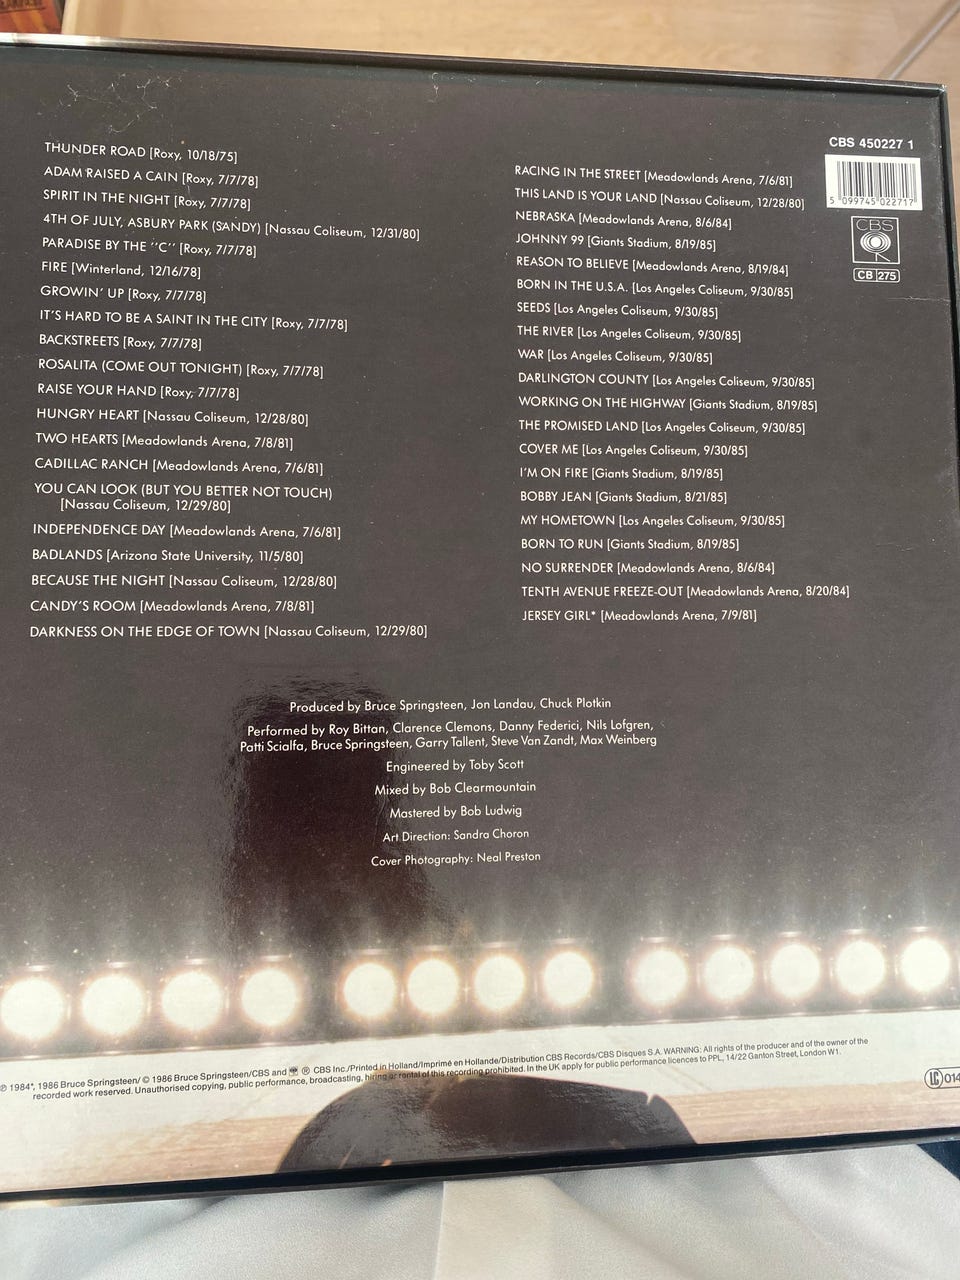 THUNDER ROAD [Roxy, 10/18/75]
ADAM RAISED A CAIN [Roxy, 7/7/78]
SPIRIT IN THE NIGHT [Roxy, 7/7/78]
4TH OF JULY, ASBURY PARK (SANDY) [Nassau Coliseum, 12/31/80]
PARADISE BY THE "C" [Roxy, 7/7/78]
FIRE [Winterland, 12/16/78]
GROWIN' UP [Roxy, 7/7/78]
IT'S HARD TO BE A SAINT IN THE CITY [Roxy, 7/7/78]
BACKSTREETS [Roxy, 7/7/78]
ROSALITA (COME OUT TONIGHT) [Roxy, 7/7/78]
RAISE YOUR HAND [Roxy, 7/7/78]
HUNGRY HEART [Nassau Coliseum, 12/28/80]
TWO HEARTS [Meadowlands Arena, 7/8/81]
CADILLAC RANCH [Meadowlands Arena, 7/6/81]
YOU CAN LOOK (BUT YOU BETTER NOT TOUCH)
[Nassau Coliseum, 12/29/80]
INDEPENDENCE DAY [Meadowlands Arena, 7/6/81]
BADLANDS [Arizona State University, 11/5/80]
BECAUSE THE NIGHT [Nassau Coliseum, 12/28/80]
CANDY'S ROOM [Meadowlands Arena, 7/8/81]
DARKNESS ON THE EDGE OF TOWN [Nassau Coliseum, 12/29/80]
RACING IN THE STREET [Meadowlands Arena, 7/6/81]
THIS LAND IS YOUR LAND [Nassau Coliseum, 12/28/80]
NEBRASKA [Meadowlands Arena, 8/6/84]
JOHNNY 99 [Giants Stadium, 8/19/85]
REASON TO BELIEVE [Meadowlands Arena, 8/19/84]
BORN IN THE U.S.A. [Los Angeles Coliseum, 9/30/85]
SEEDS [Los Angeles Coliseum, 9/30/85]
THE RIVER [Los Angeles Coliseum, 9/30/85]
WAR [Los Angeles Coliseum, 9/30/85]
DARLINGTON COUNTY [Los Angeles Coliseum, 9/30/85]
WORKING ON THE HIGHWAY [Giants Stadium, 8/19/85]
THE PROMISED LAND [Los Angeles Coliseum, 9/30/85]
COVER ME [Los Angeles Coliseum, 9/30/85]
I'M ON FIRE [Giants Stadium, 8/19/85]
BOBBY JEAN [Giants Stadium, 8/21/85]
MY HOMETOWN [Los Angeles Coliseum, 9/30/85]
BORN TO RUN [Giants Stadium, 8/19/85]
NO SURRENDER [Meadowlands Arena, 8/6/84]
TENTH AVENUE FREEZE-OUT [Meadowlands Arena, 8/20/84]
JERSEY GIRL* [Meadowlands Arena, 7/9/81]
CBS 450227 1
5 099745 022717
CBS
CB 275
Produced by Bruce Springsteen, Jon Landau, Chuck Plotkin
Performed by Roy Bittan, Clarence Clemons, Danny Federici, Nils Lofgren,
Patti Scialfa, Bruce Springsteen, Garry Tallent, Steve Van Zandt, Max Weinberg
Engineered by Toby Scott
Mixed by Bob Clearmountain
Mastered by Bob Ludwig
Art Direction: Sandra Choron
Cover Photography: Neal Preston
℗ 1984*, 1986 Bruce Springsteen/ © 1986 Bruce Springsteen/CBS and ® CBS Inc./Printed in Holland/Imprimé en Hollande/Distribution CBS Records/CBS Disques S.A. WARNING: All rights of the producer and of the owner of the
recorded work reserved. Unauthorised copying, public performance, broadcasting, hiring or rental of this recording prohibited. In the UK apply for public performance licences to PPL, 14/22 Ganton Street, London W1.
LC 014